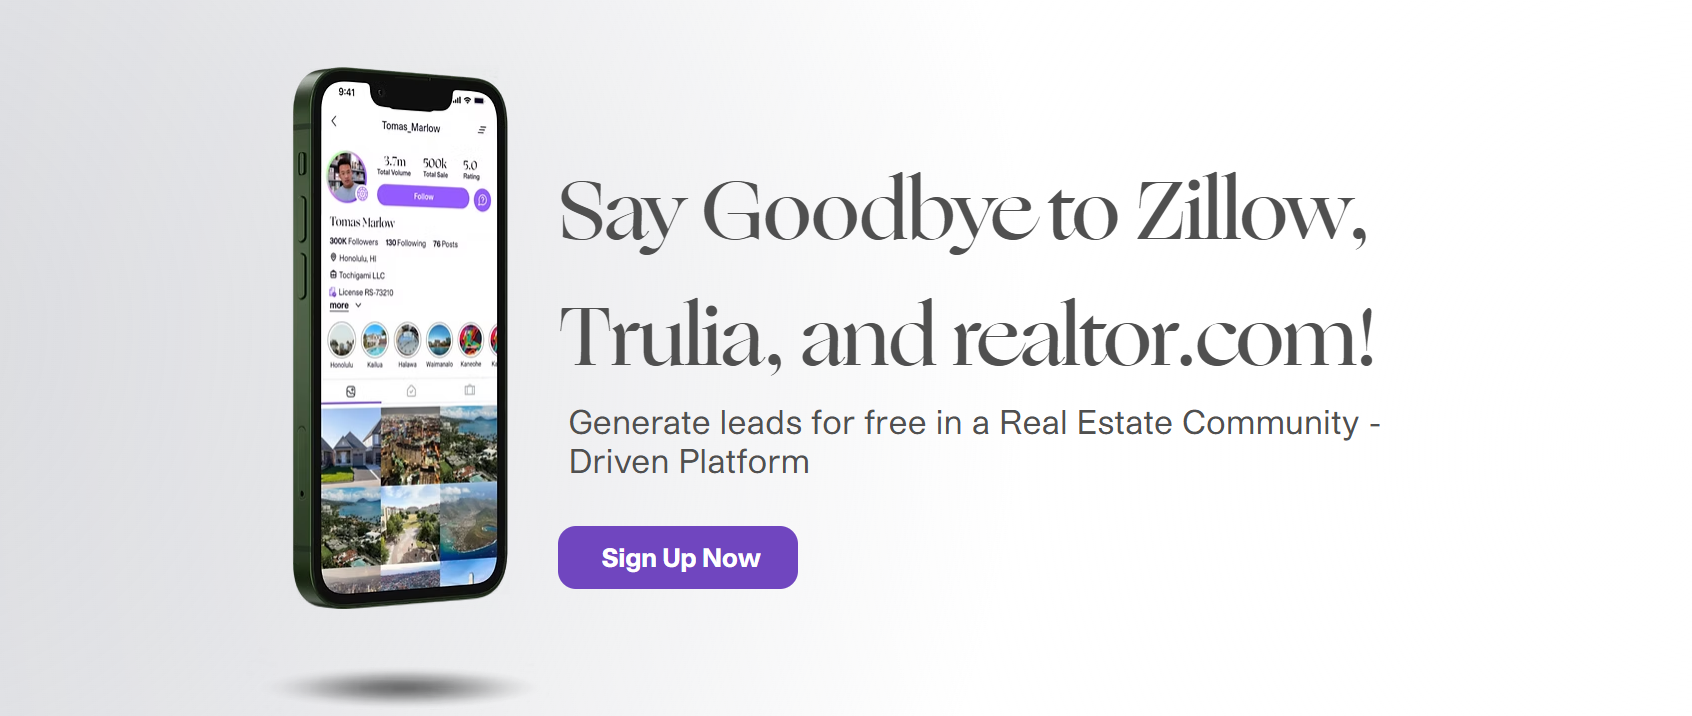 9:41
Tomas_Marlow
3.7m 500k 5.0
Total Volume Total Sale Rating
Follow
Tomas Marlow
300K Followers 130 Following 76 Posts
Honolulu, HI
Tochigami LLC
License RS-73210
more
Honolulu Kailua Halawa Waimanalo Kaneohe
Say Goodbye to Zillow,
Trulia, and realtor.com!
Generate leads for free in a Real Estate Community -
Driven Platform
Sign Up Now